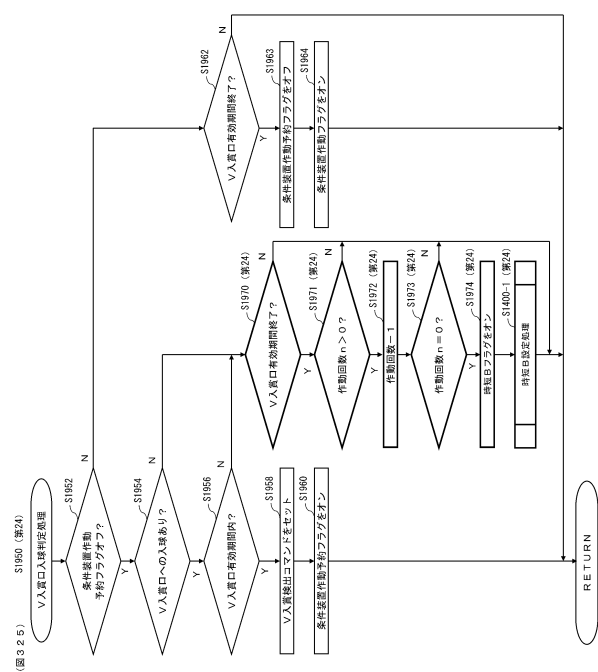 (図325)
S1950 (第24)
V入賞口入球判定処理
S1952
条件装置作動
予約フラグオフ?
N
Y
S1954
V入賞口への入球あり?
N
Y
S1956
V入賞口有効期間内?
N
Y
S1958
V入賞検出コマンドをセット
S1960
条件装置作動予約フラグをオン
S1970 (第24)
V入賞口有効期間終了?
N
Y
S1971 (第24)
作動回数n>0?
N
Y
S1972 (第24)
作動回数-1
S1973 (第24)
作動回数n=0?
N
Y
S1974 (第24)
時短Bフラグをオン
S1400-1 (第24)
時短B設定処理
S1962
V入賞口有効期間終了?
N
Y
S1963
条件装置作動予約フラグをオフ
S1964
条件装置作動フラグをオン
RETURN